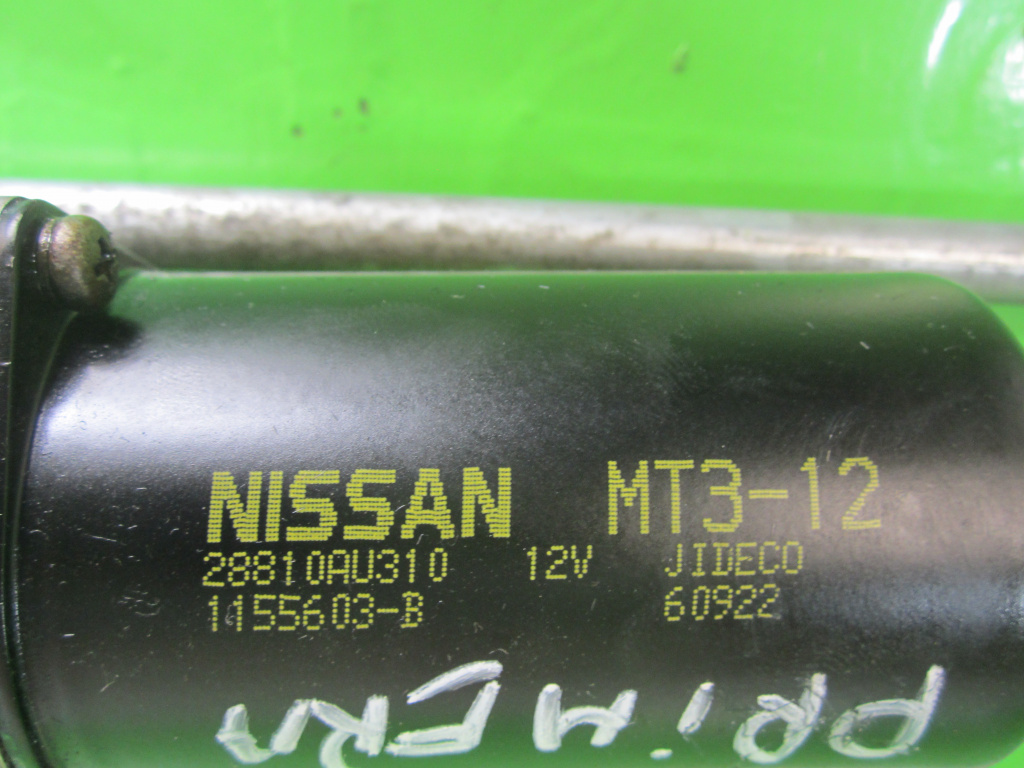 NISSAN MT3-12
28810AU310 12V JIDECO
1155603-B 60922
PRiMERA